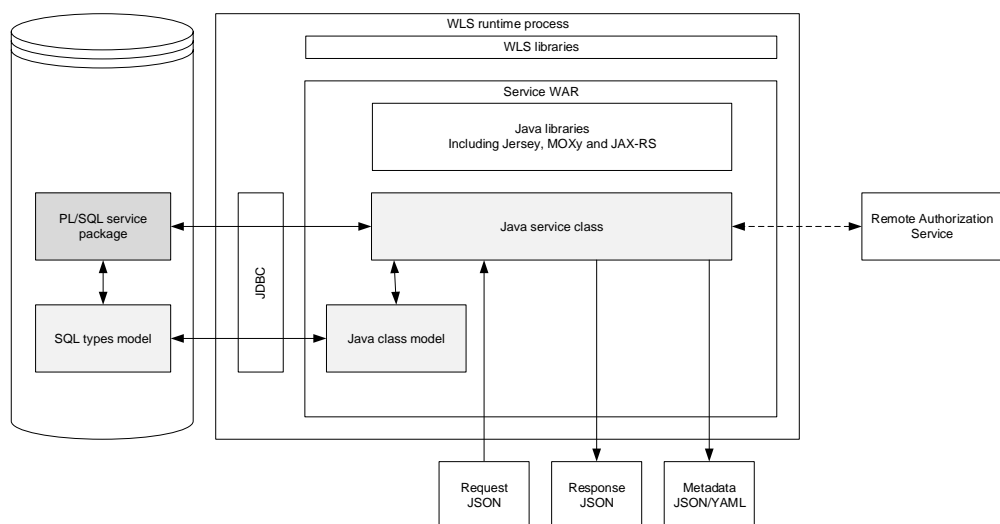 WLS runtime process
WLS libraries
Service WAR
Java libraries
Including Jersey, MOXy and JAX-RS
PL/SQL service
package
JDBC
Java service class
Remote Authorization
Service
SQL types model
Java class model
Request
JSON
Response
JSON
Metadata
JSON/YAML